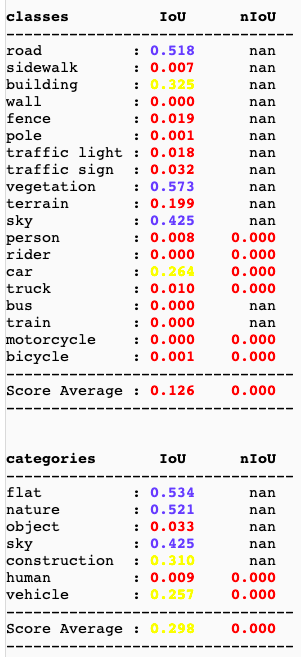 classes IoU nIoU
--------------------------------
road : 0.518 nan
sidewalk : 0.007 nan
building : 0.325 nan
wall : 0.000 nan
fence : 0.019 nan
pole : 0.001 nan
traffic light : 0.018 nan
traffic sign : 0.032 nan
vegetation : 0.573 nan
terrain : 0.199 nan
sky : 0.425 nan
person : 0.008 0.000
rider : 0.000 0.000
car : 0.264 0.000
truck : 0.010 0.000
bus : 0.000 nan
train : 0.000 nan
motorcycle : 0.000 0.000
bicycle : 0.001 0.000
--------------------------------
Score Average : 0.126 0.000
--------------------------------
categories IoU nIoU
--------------------------------
flat : 0.534 nan
nature : 0.521 nan
object : 0.033 nan
sky : 0.425 nan
construction : 0.310 nan
human : 0.009 0.000
vehicle : 0.257 0.000
--------------------------------
Score Average : 0.298 0.000
--------------------------------